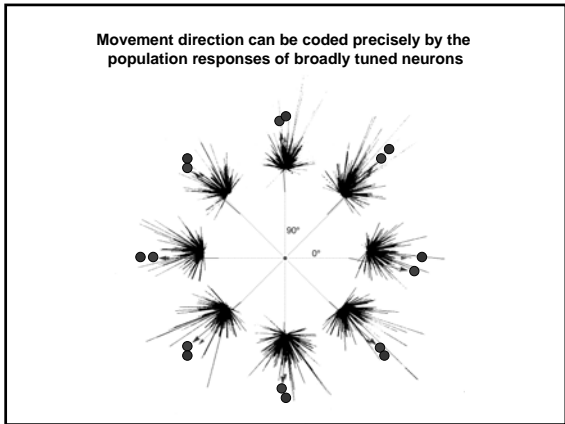 Movement direction can be coded precisely by the
population responses of broadly tuned neurons
90°
0°